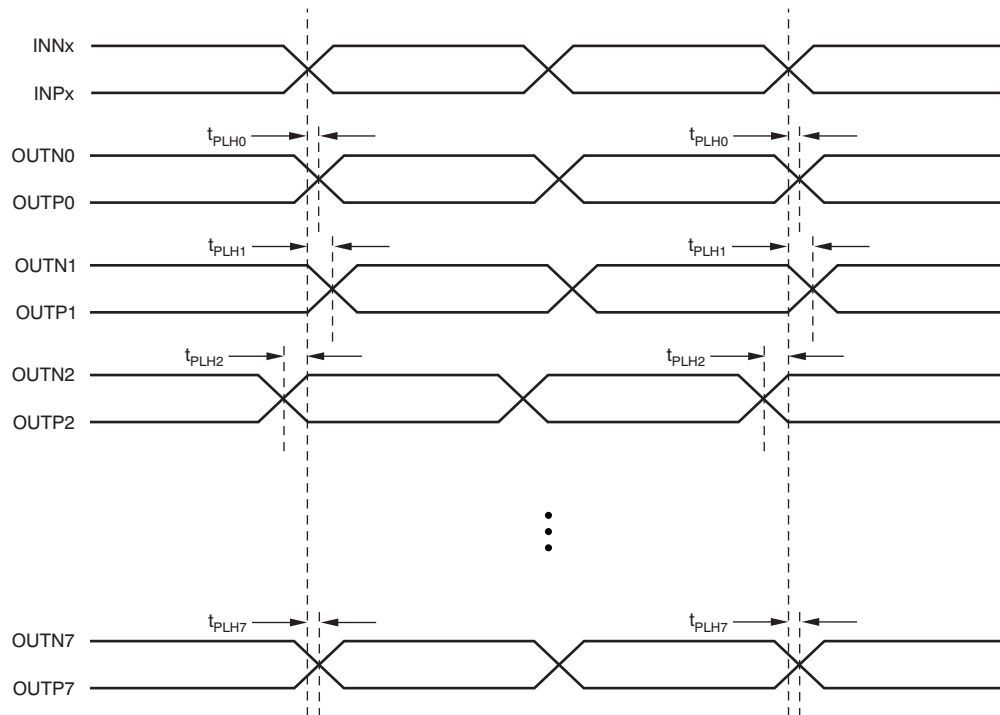 INNx
INPx
tPLH0 tPLH0
OUTN0
OUTP0
tPLH1 tPLH1
OUTN1
OUTP1
tPLH2 tPLH2
OUTN2
OUTP2
tPLH7 tPLH7
OUTN7
OUTP7